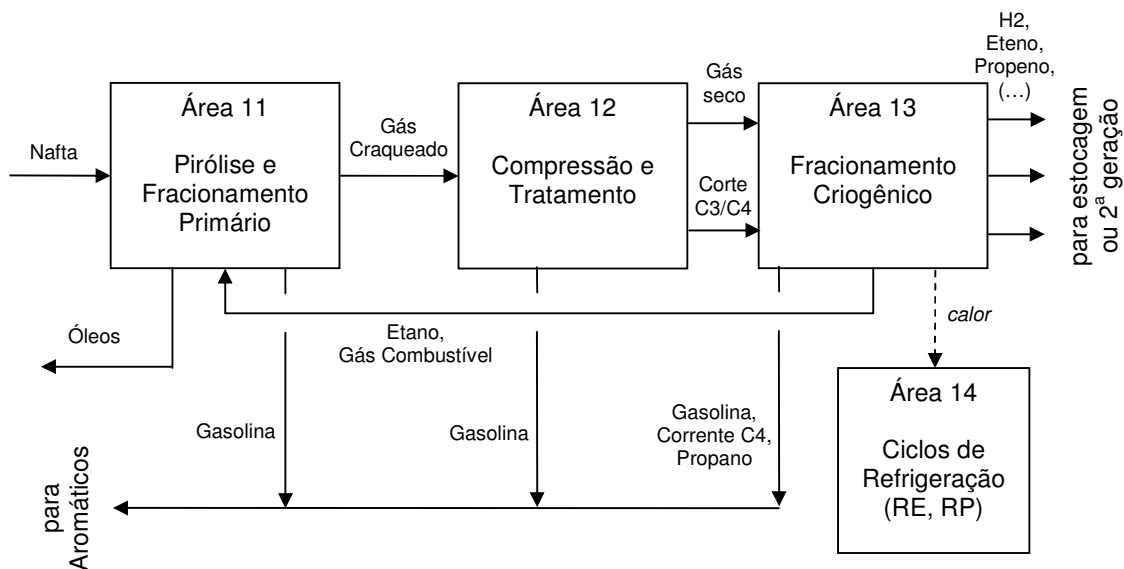 H2,
Eteno,
Propeno,
(...)
Nafta
Área 11
Pirólise e
Fracionamento
Primário
Gás
Craqueado
Área 12
Compressão e
Tratamento
Gás
seco
Corte
C3/C4
Área 13
Fracionamento
Criogênico
para estocagem
ou 2ª geração
Óleos
Etano,
Gás Combustível
calor
Gasolina
Gasolina
Gasolina,
Corrente C4,
Propano
Área 14
Ciclos de
Refrigeração
(RE, RP)
para
Aromáticos